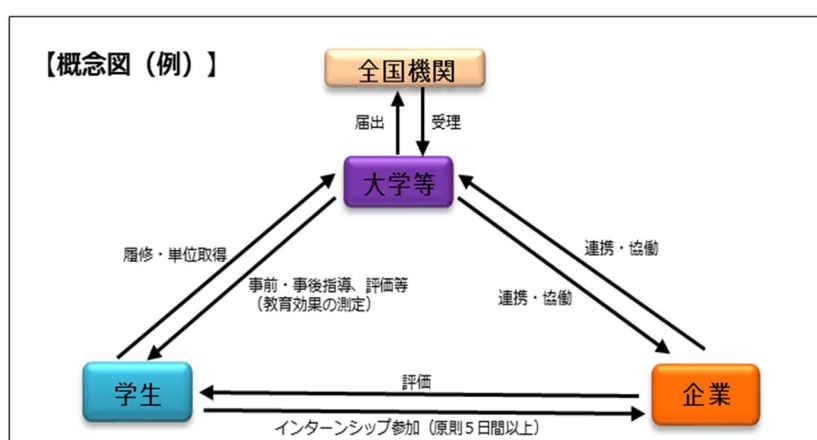 【概念図（例）】
全国機関
届出
受理
大学等
履修・単位取得
事前・事後指導、評価等
（教育効果の測定）
連携・協働
連携・協働
学生
評価
企業
インターンシップ参加（原則５日間以上）